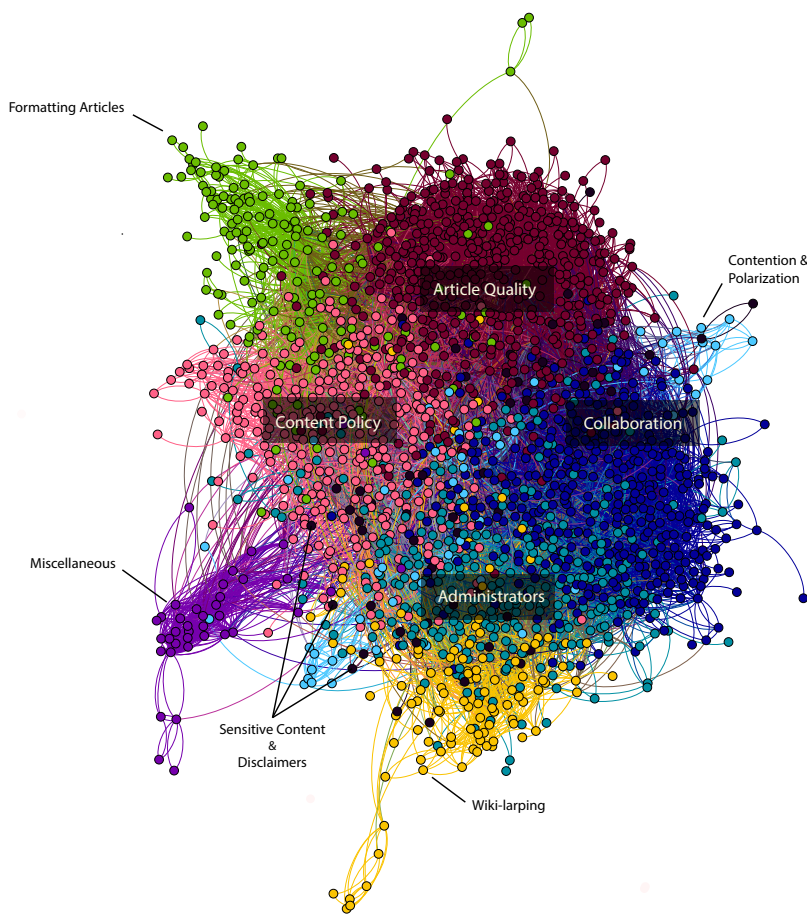 Formatting Articles
Contention &
Polarization
Article Quality
Content Policy
Collaboration
Miscellaneous
Administrators
Sensitive Content
&
Disclaimers
Wiki-larping